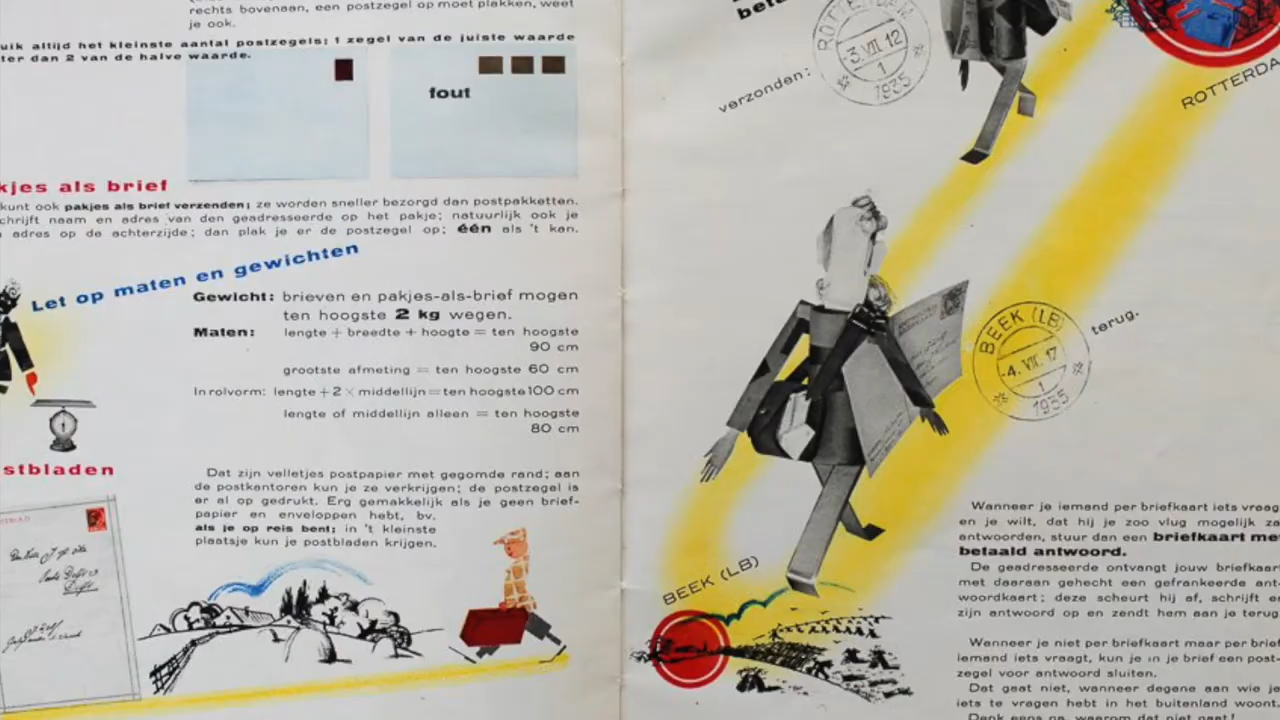 rechts bovenaan, een postzegel op moet plakken, weet
je ook.
uik altijd het kleinste aantal postzegels; 1 zegel van de juiste waarde
ter dan 2 van de halve waarde.
fout
kjes als brief
kunt ook pakjes als brief verzenden; ze worden sneller bezorgd dan postpakketten.
chrijft naam en adres van den geadresseerde op het pakje; natuurlijk ook je
adres op de achterzijde; dan plak je er de postzegel op; één als 't kan.
Let op maten en gewichten
Gewicht: brieven en pakjes-als-brief mogen
ten hoogste 2 kg wegen.
Maten: lengte + breedte + hoogte = ten hoogste
90 cm
grootste afmeting = ten hoogste 60 cm
In rolvorm: lengte + 2 × middellijn = ten hoogste 100 cm
lengte of middellijn alleen = ten hoogste
80 cm
stbladen
Dat zijn velletjes postpapier met gegomde rand; aan
de postkantoren kun je ze verkrijgen; de postzegel is
er al op gedrukt. Erg gemakkelijk als je geen brief-
papier en enveloppen hebt, bv.
als je op reis bent; in 't kleinste
plaatsje kun je postbladen krijgen.
beta
verzonden:
ROTTERDAM
3.VII.12
1
1935
ROTTERDA
BEEK (LB)
-4.VII.17
1
1935
terug.
BEEK (LB)
Wanneer je iemand per briefkaart iets vraag
en je wilt, dat hij je zoo vlug mogelijk za
antwoorden, stuur dan een briefkaart me
betaald antwoord.
De geadresseerde ontvangt jouw briefkaart
met daaraan gehecht een gefrankeerde ant-
woordkaart; deze scheurt hij af, schrijft er
zijn antwoord op en zendt hem aan je terug.
Wanneer je niet per briefkaart maar per brief
iemand iets vraagt, kun je in je brief een post-
zegel voor antwoord sluiten.
Dat gaat niet, wanneer degene aan wie je
iets te vragen hebt in het buitenland woont.
Denk eens na, waarom dat niet gaat!